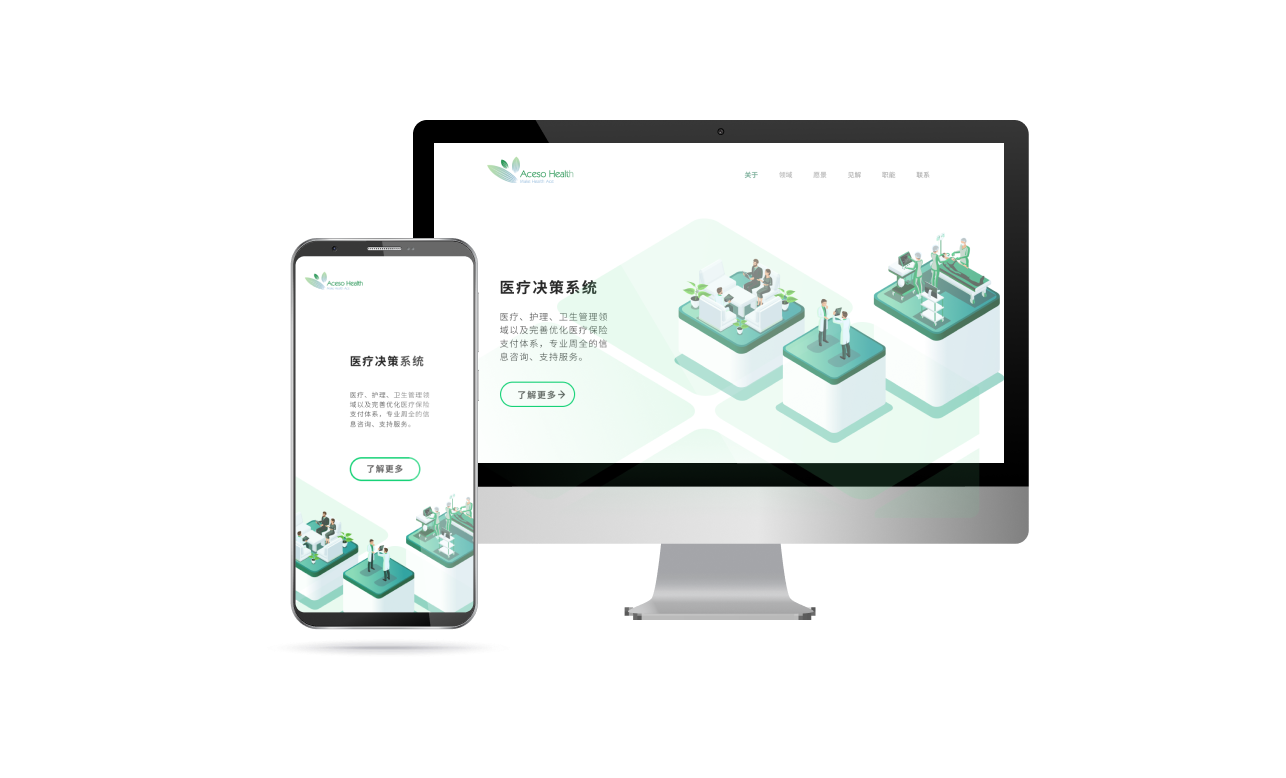 Aceso Health
关于 领域 愿景 见解 职能 联系
医疗决策系统
医疗、护理、卫生管理领
域以及完善优化医疗保险
支付体系，专业周全的信
息咨询、支持服务。
了解更多
Aceso Health
医疗决策系统
医疗、护理、卫生管理领
域以及完善优化医疗保险
支付体系，专业周全的信
息咨询、支持服务。
了解更多